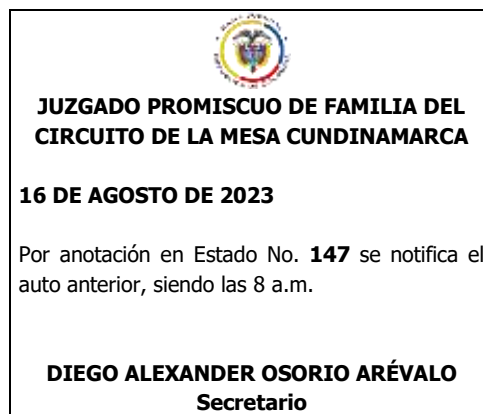 JUZGADO PROMISCUO DE FAMILIA DEL
CIRCUITO DE LA MESA CUNDINAMARCA
16 DE AGOSTO DE 2023
Por anotación en Estado No. 147 se notifica el
auto anterior, siendo las 8 a.m.
DIEGO ALEXANDER OSORIO ARÉVALO
Secretario